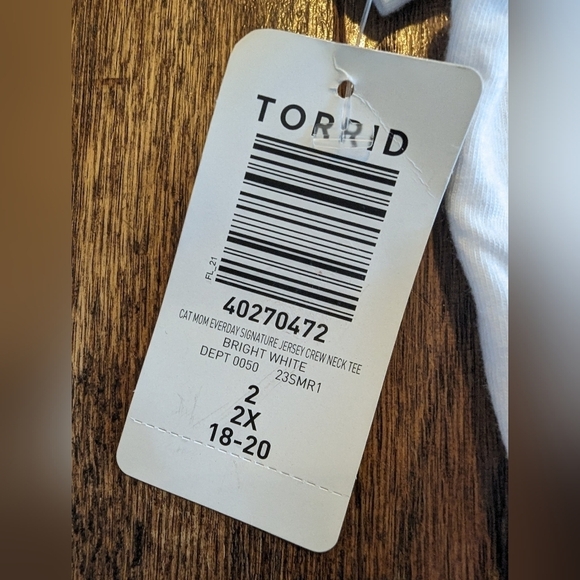 TORRID
FL_21
40270472
CAT MOM EVERDAY SIGNATURE JERSEY CREW NECK TEE
BRIGHT WHITE
DEPT 0050 23SMR1
2
2X
18-20